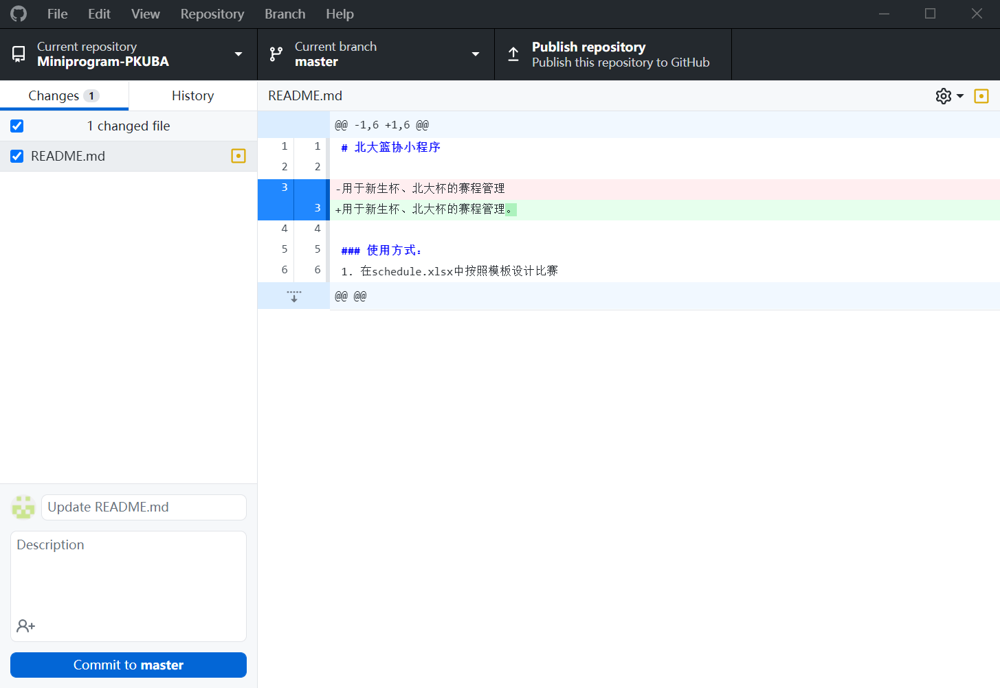 File Edit View Repository Branch Help
Current repository
Miniprogram-PKUBA
Current branch
master
Publish repository
Publish this repository to GitHub
Changes 1
History
README.md
1 changed file
README.md
@@ -1,6 +1,6 @@
1 1 # 北大篮协小程序
2 2
3 -用于新生杯、北大杯的赛程管理
3 +用于新生杯、北大杯的赛程管理。
4 4
5 5 ### 使用方式：
6 6 1. 在schedule.xlsx中按照模板设计比赛
@@ @@
Update README.md
Description
Commit to master